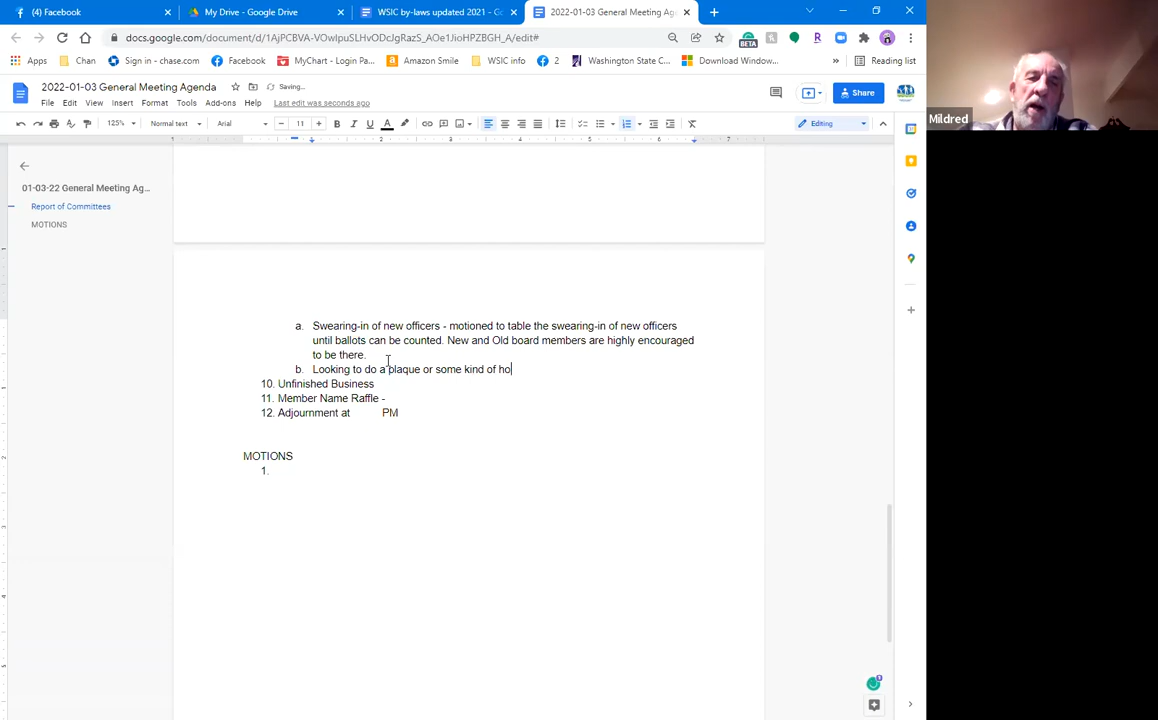 (4) Facebook
My Drive - Google Drive
WSIC by-laws updated 2021 - Go
2022-01-03 General Meeting Age
docs.google.com/document/d/1AjPCBVA-VOwIpuSLHvODcJgRazS_AOe1JioHPZBGH_A/edit#
BETA
Apps
Chan
Sign in - chase.com
Facebook
MyChart - Login Pa...
Amazon Smile
WSIC info
2
Washington State C...
Download Window...
»
Reading list
2022-01-03 General Meeting Agenda
Saving...
File Edit View Insert Format Tools Add-ons Help Last edit was seconds ago
Share
125% Normal text Arial 11 B I U A
Editing
Mildred
01-03-22 General Meeting Ag...
Report of Committees
MOTIONS
a. Swearing-in of new officers - motioned to table the swearing-in of new officers
until ballots can be counted. New and Old board members are highly encouraged
to be there.
b. Looking to do a plaque or some kind of ho
10. Unfinished Business
11. Member Name Raffle -
12. Adjournment at PM
MOTIONS
1.